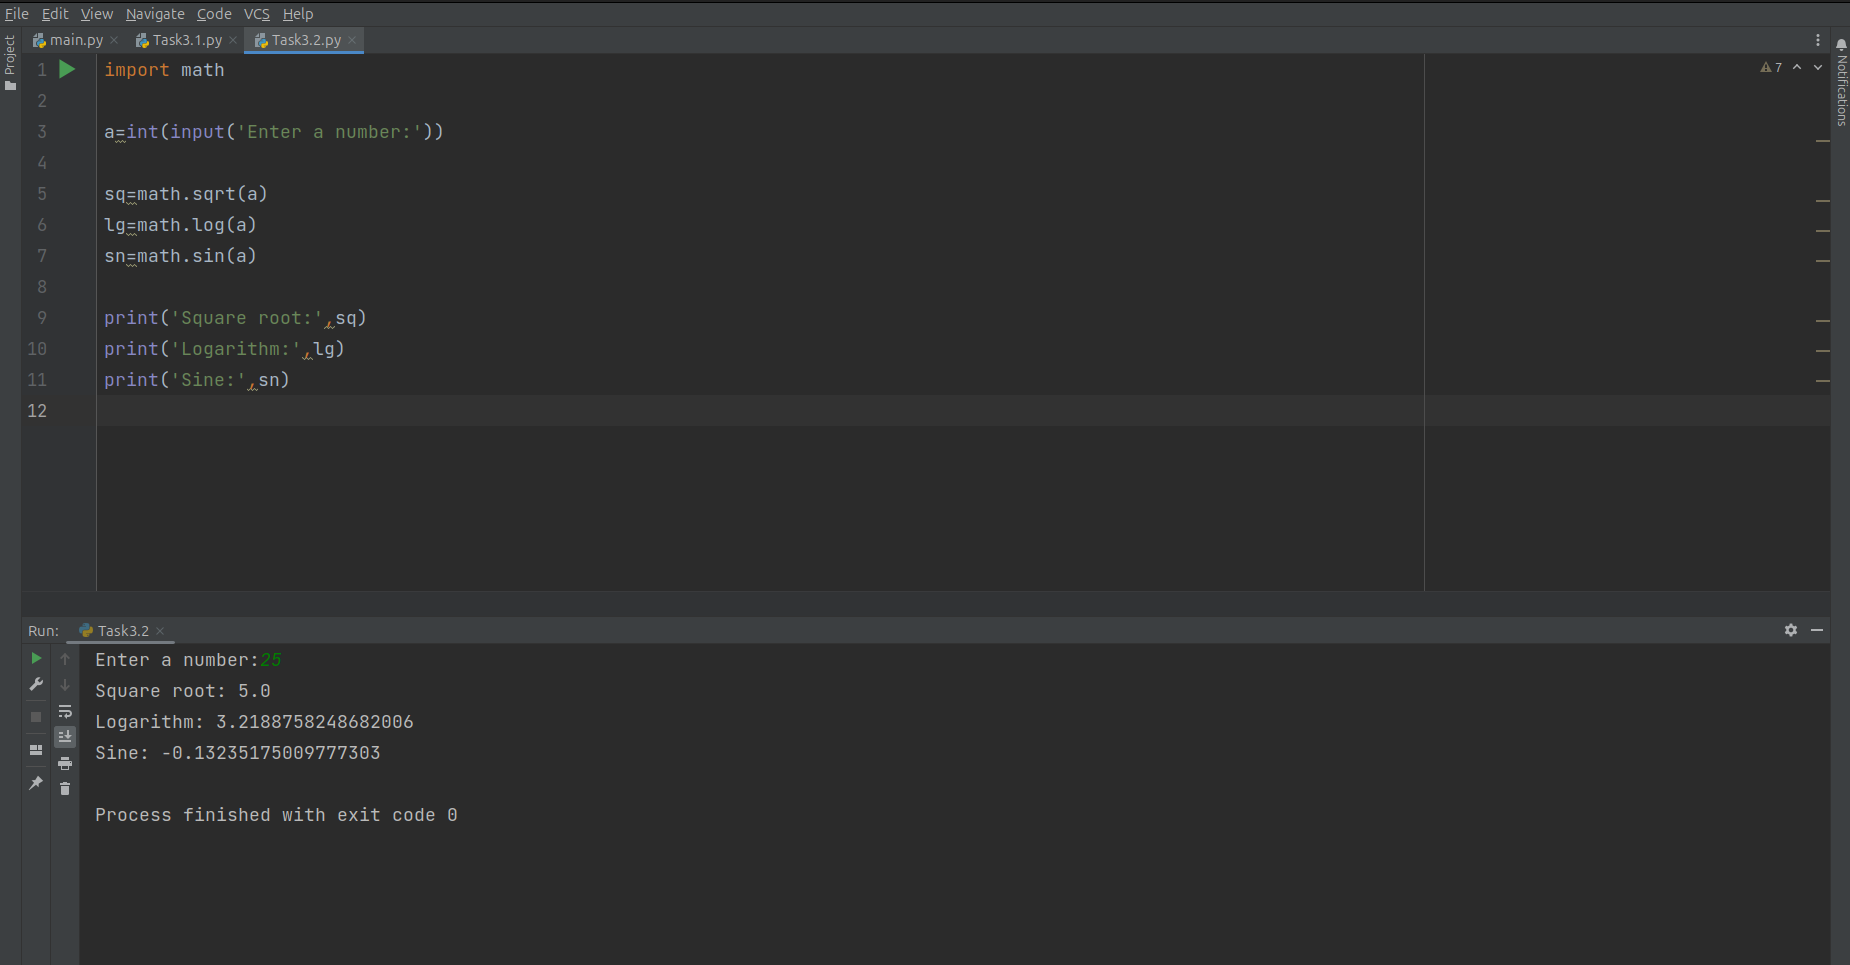 File Edit View Navigate Code VCS Help
main.py Task3.1.py Task3.2.py
Project
Notifications
7
1 import math
2
3 a=int(input('Enter a number:'))
4
5 sq=math.sqrt(a)
6 lg=math.log(a)
7 sn=math.sin(a)
8
9 print('Square root:',sq)
10 print('Logarithm:',lg)
11 print('Sine:',sn)
12
Run: Task3.2
Enter a number:25
Square root: 5.0
Logarithm: 3.2188758248682006
Sine: -0.13235175009777303
Process finished with exit code 0